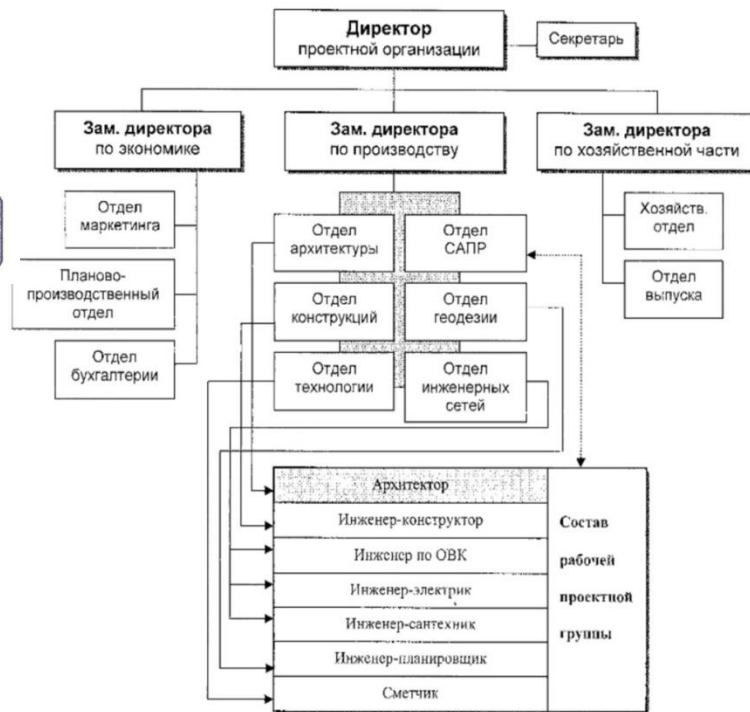 Директор
проектной организации
Секретарь
Зам. директора
по экономике
Зам. директора
по производству
Зам. директора
по хозяйственной части
Отдел
маркетинга
Планово-
производственный
отдел
Отдел
бухгалтерии
Отдел
архитектуры
Отдел
САПР
Отдел
конструкций
Отдел
геодезии
Отдел
технологии
Отдел
инженерных
сетей
Хозяйств.
отдел
Отдел
выпуска
Архитектор
Инженер-конструктор
Инженер по ОВК
Инженер-электрик
Инженер-сантехник
Инженер-планировщик
Сметчик
Состав
рабочей
проектной
группы